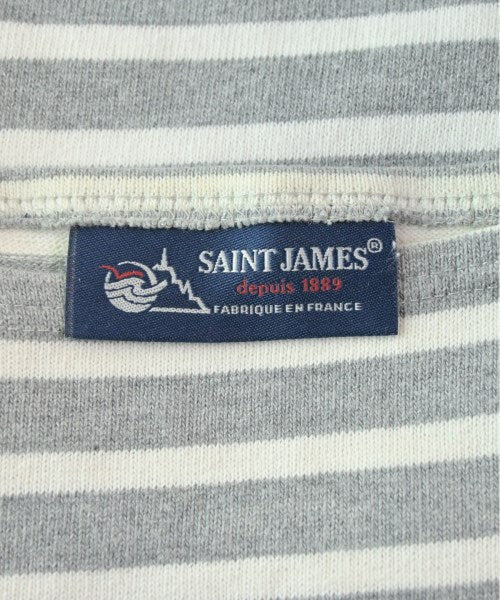 SAINT JAMES®
depuis 1889
FABRIQUE EN FRANCE